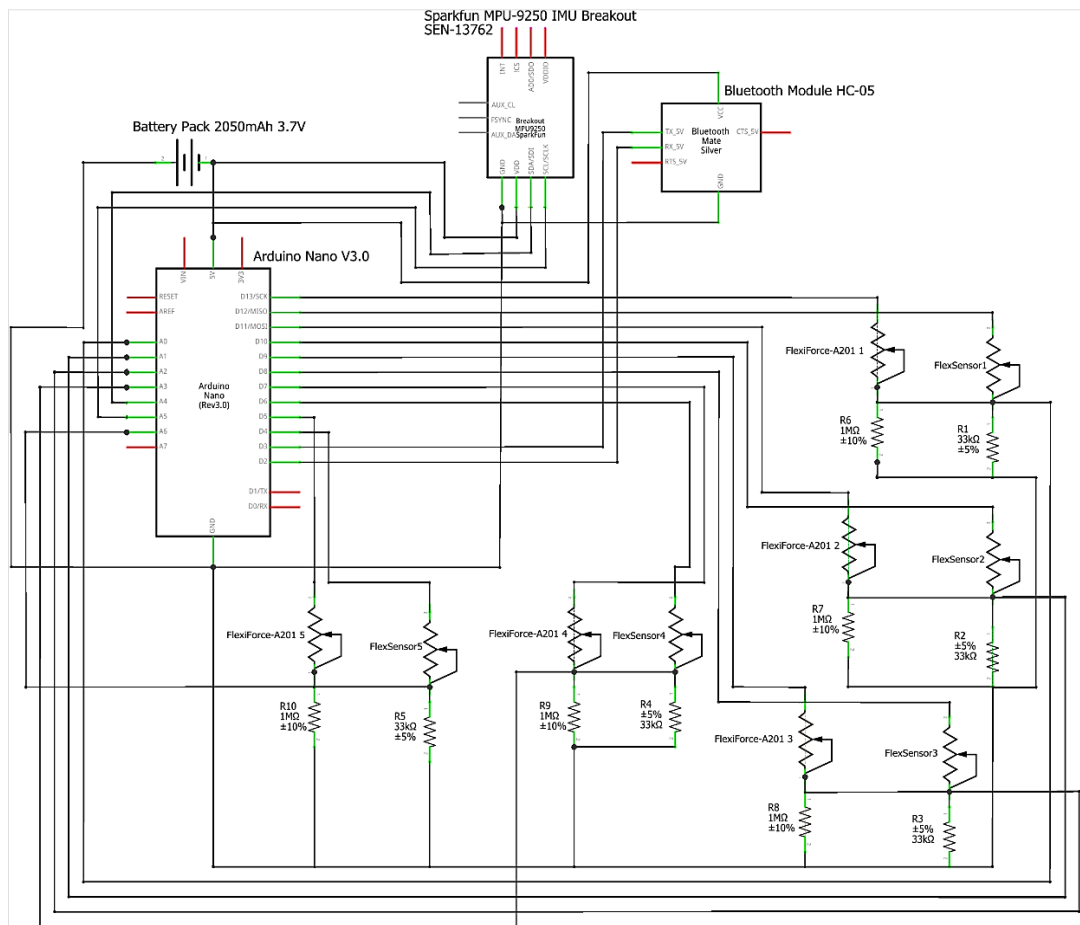 Sparkfun MPU-9250 IMU Breakout
SEN-13762
INT
ICS
ADD/SDO
VDDIO
AUX_CL
FSYNC
AUX_DA
Breakout
MPU9250
SparkFun
GND
VDD
SDA/SDI
SCL/SCLK
Bluetooth Module HC-05
VCC
TX_5V
RX_5V
RTS_5V
CTS_5V
Bluetooth
Mate
Silver
GND
Battery Pack 2050mAh 3.7V
Arduino Nano V3.0
VIN
5V
3V3
RESET
AREF
A0
A1
A2
A3
A4
A5
A6
A7
Arduino
Nano
(Rev3.0)
D13/SCK
D12/MISO
D11/MOSI
D10
D9
D8
D7
D6
D5
D4
D3
D2
D1/TX
D0/RX
GND
FlexiForce-A201 1
FlexSensor1
R6
1MΩ
±10%
R1
33kΩ
±5%
FlexiForce-A201 2
FlexSensor2
R7
1MΩ
±10%
R2
±5%
33kΩ
FlexiForce-A201 5
FlexSensor5
R10
1MΩ
±10%
R5
33kΩ
±5%
FlexiForce-A201 4
FlexSensor4
R9
1MΩ
±10%
R4
±5%
33kΩ
FlexiForce-A201 3
FlexSensor3
R8
1MΩ
±10%
R3
±5%
33kΩ